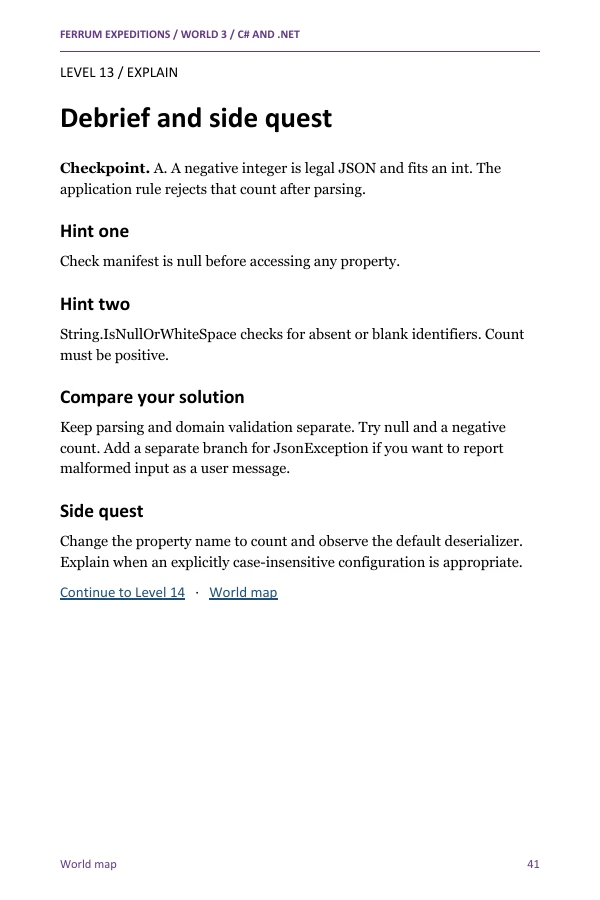 FERRUM EXPEDITIONS / WORLD 3 / C# AND .NET
LEVEL 13 / EXPLAIN
Debrief and side quest
Checkpoint. A. A negative integer is legal JSON and fits an int. The
application rule rejects that count after parsing.
Hint one
Check manifest is null before accessing any property.
Hint two
String.IsNullOrWhiteSpace checks for absent or blank identifiers. Count
must be positive.
Compare your solution
Keep parsing and domain validation separate. Try null and a negative
count. Add a separate branch for JsonException if you want to report
malformed input as a user message.
Side quest
Change the property name to count and observe the default deserializer.
Explain when an explicitly case-insensitive configuration is appropriate.
Continue to Level 14 · World map
World map 41